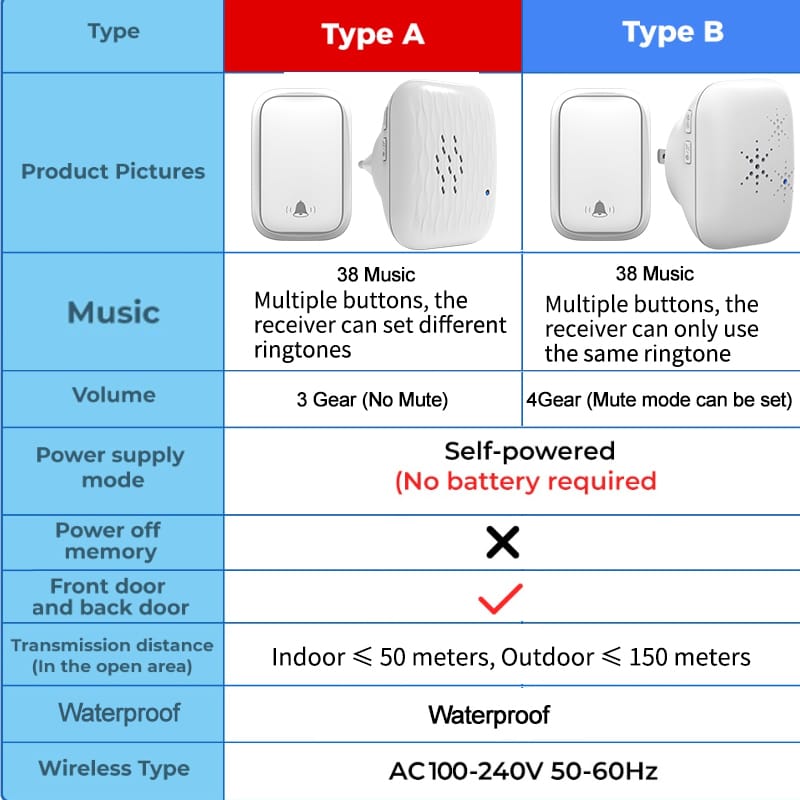 Type
Type A
Type B
Product Pictures
Music
38 Music
Multiple buttons, the
receiver can set different
ringtones
38 Music
Multiple buttons, the
receiver can only use
the same ringtone
Volume
3 Gear (No Mute)
4Gear (Mute mode can be set)
Power supply
mode
Self-powered
(No battery required
Power off
memory
Front door
and back door
Transmission distance
(In the open area)
Indoor ⩽ 50 meters, Outdoor ⩽ 150 meters
Waterproof
Waterproof
Wireless Type
AC100-240V 50-60Hz